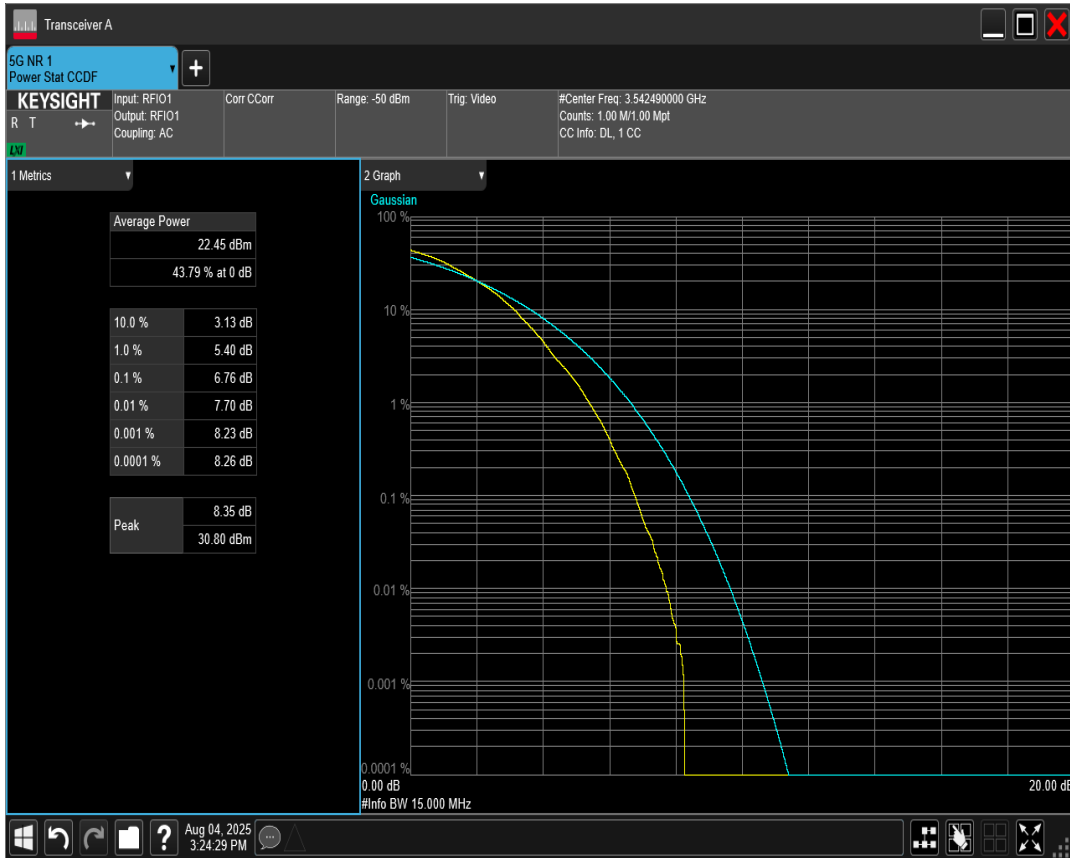 Transceiver A
5G NR 1
Power Stat CCDF
KEYSIGHT
R T
LXI
Input: RFIO1
Output: RFIO1
Coupling: AC
Corr CCorr
Range: -50 dBm
Trig: Video
#Center Freq: 3.542490000 GHz
Counts: 1.00 M/1.00 Mpt
CC Info: DL, 1 CC
1 Metrics
Average Power
22.45 dBm
43.79 % at 0 dB
10.0 % 3.13 dB
1.0 % 5.40 dB
0.1 % 6.76 dB
0.01 % 7.70 dB
0.001 % 8.23 dB
0.0001 % 8.26 dB
Peak
8.35 dB
30.80 dBm
2 Graph
Gaussian
100 %
10 %
1 %
0.1 %
0.01 %
0.001 %
0.0001 %
0.00 dB
20.00 dB
#Info BW 15.000 MHz
Aug 04, 2025
3:24:29 PM